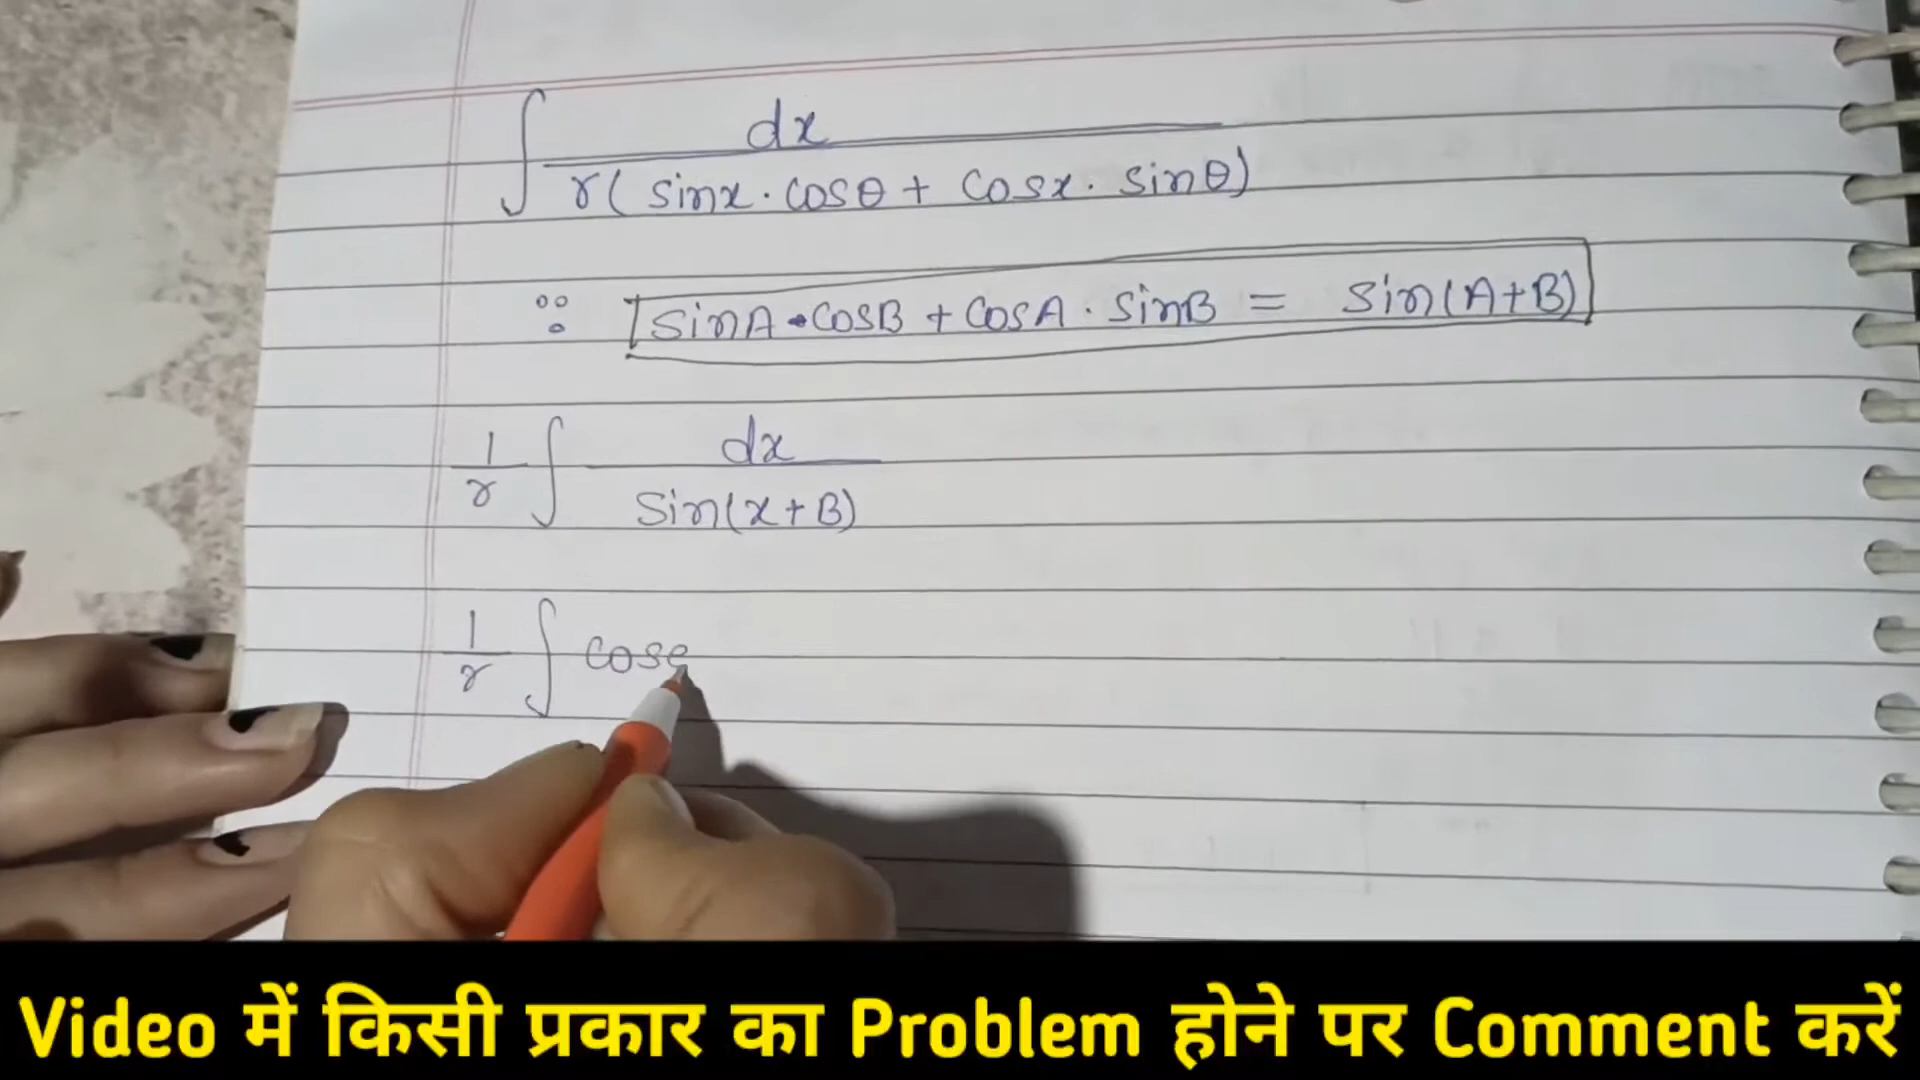 ∫ dx / r( sinx · cosθ + cosx · sinθ)
∵ sinA · cosB + cosA · sinB = sin(A+B)
1/r ∫ dx / sin(x+B)
1/r ∫ cose
Video में किसी प्रकार का Problem होने पर Comment करें